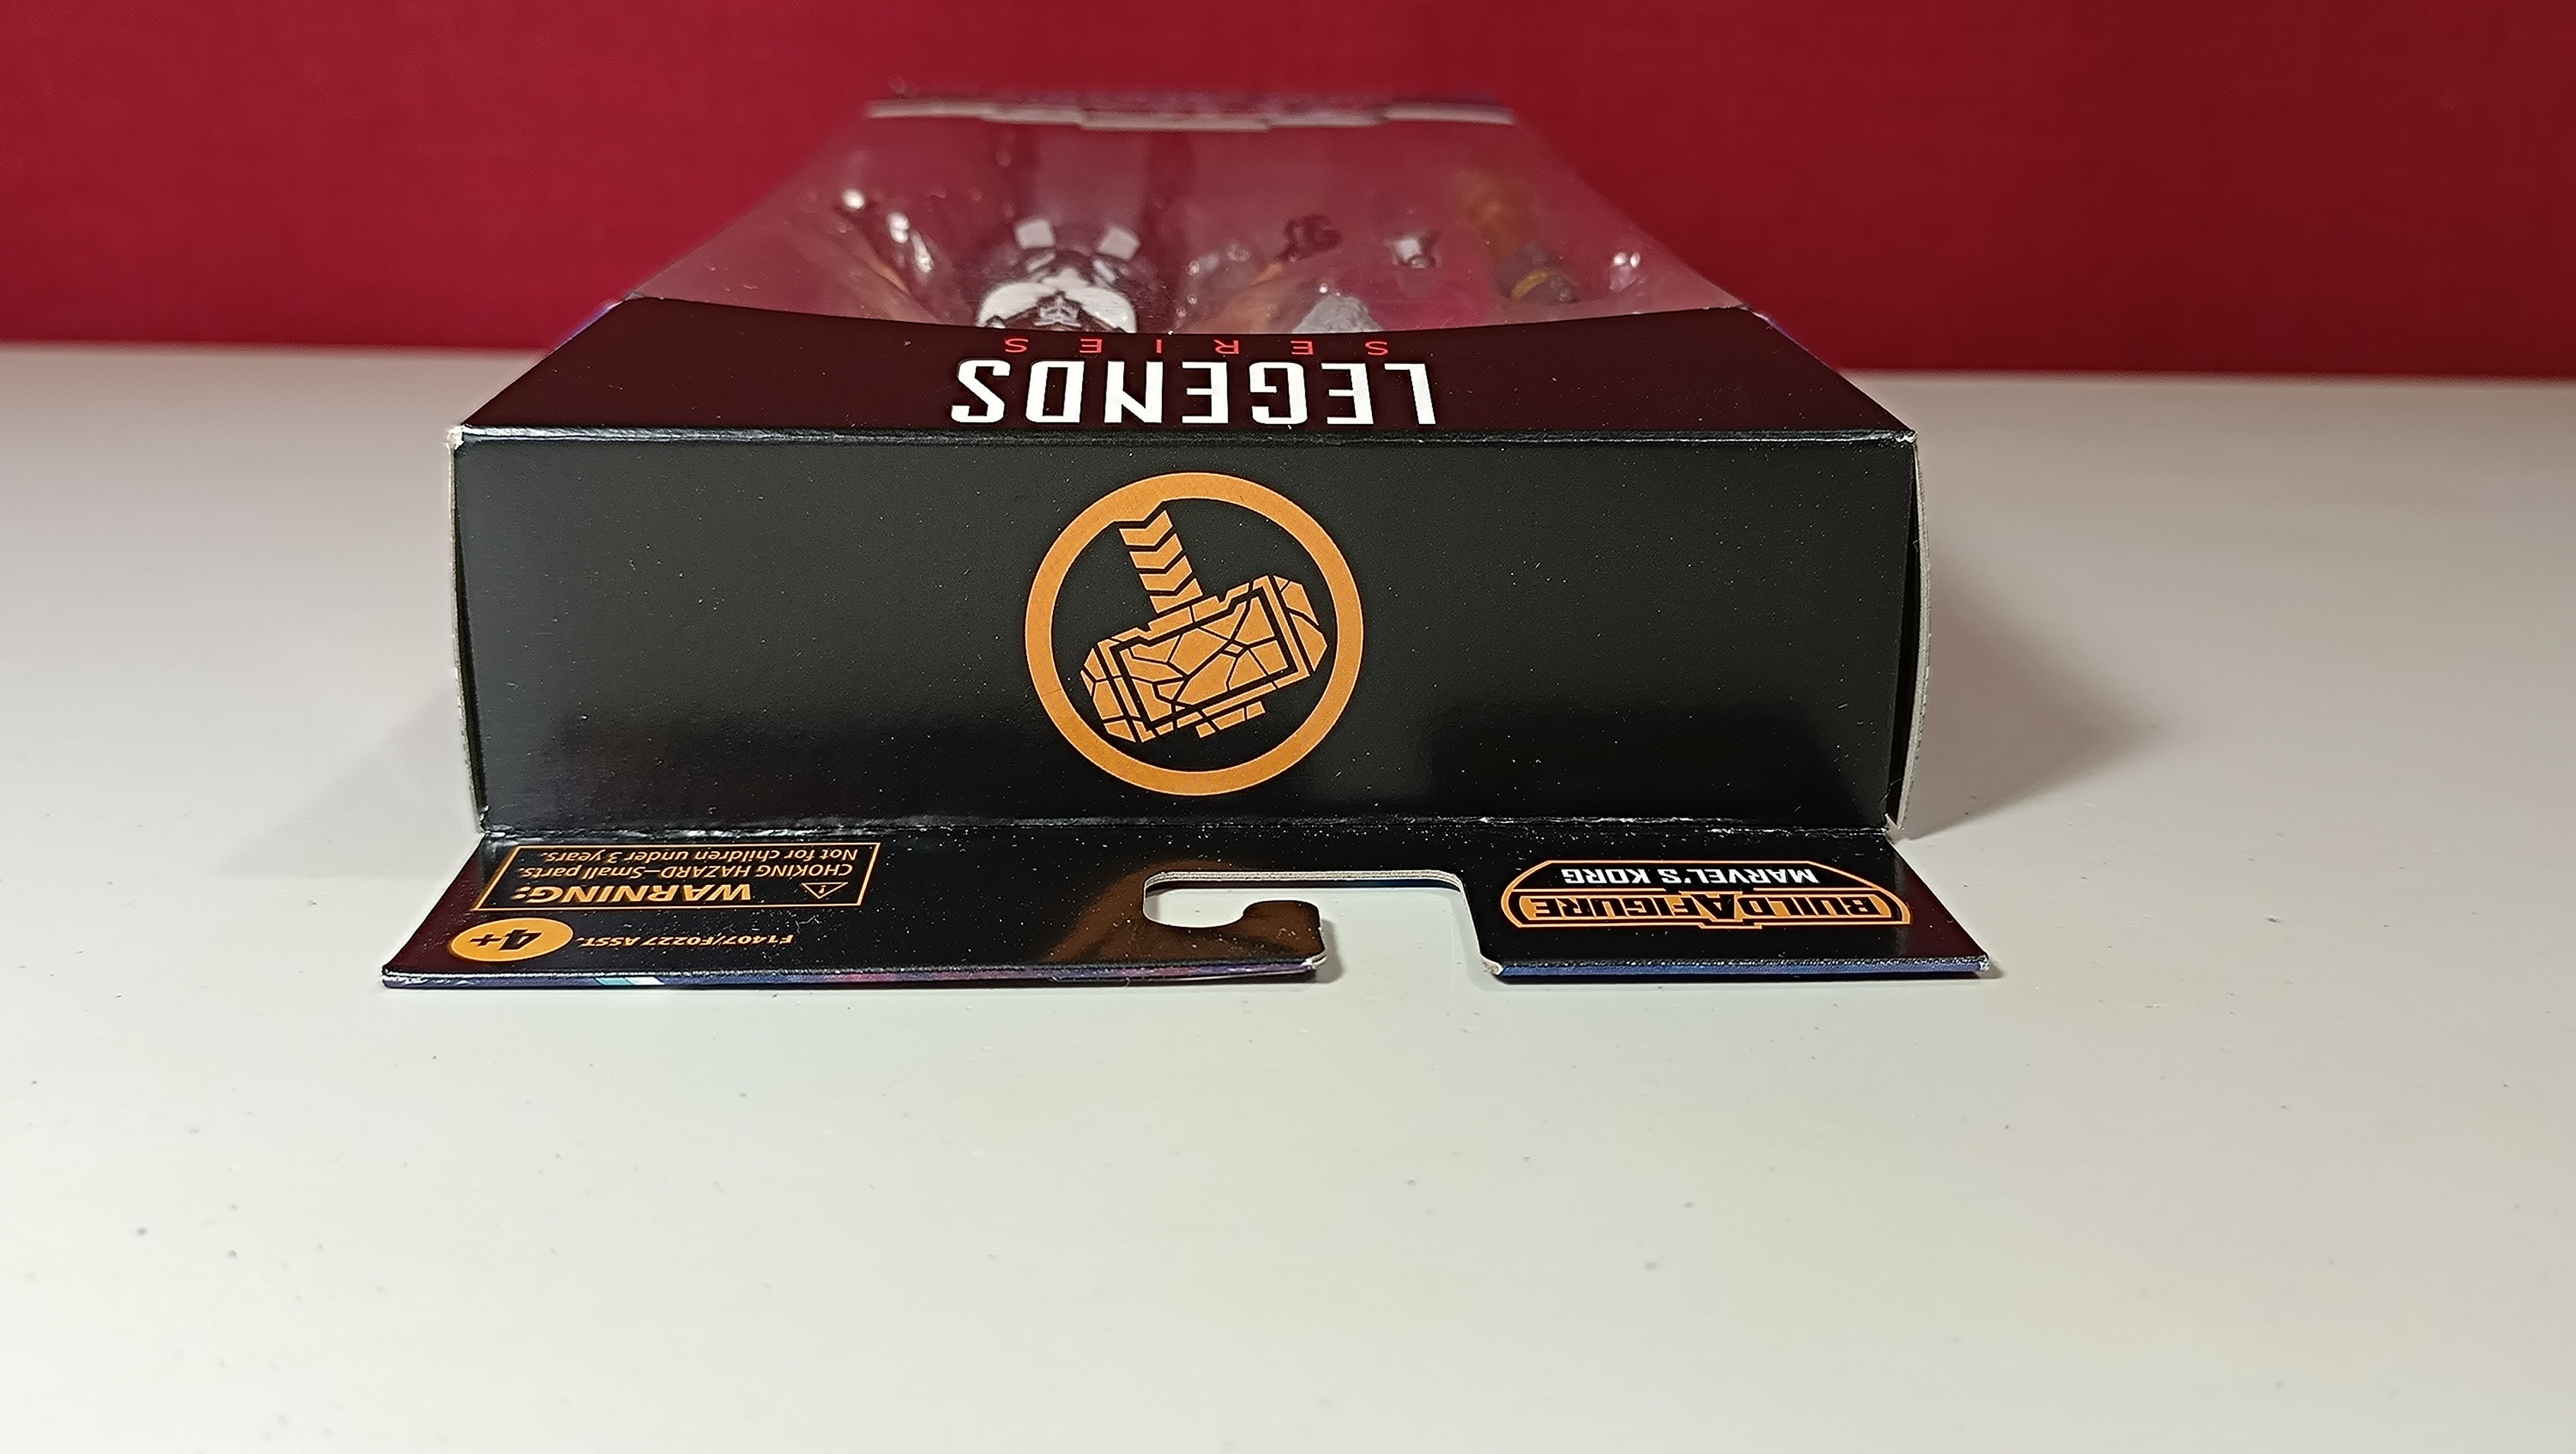 F1407/F0227 ASST.
4+
BUILD A FIGURE
MARVEL'S KORG
WARNING:
CHOKING HAZARD–Small parts.
Not for children under 3 years.
LEGENDS
SERIES